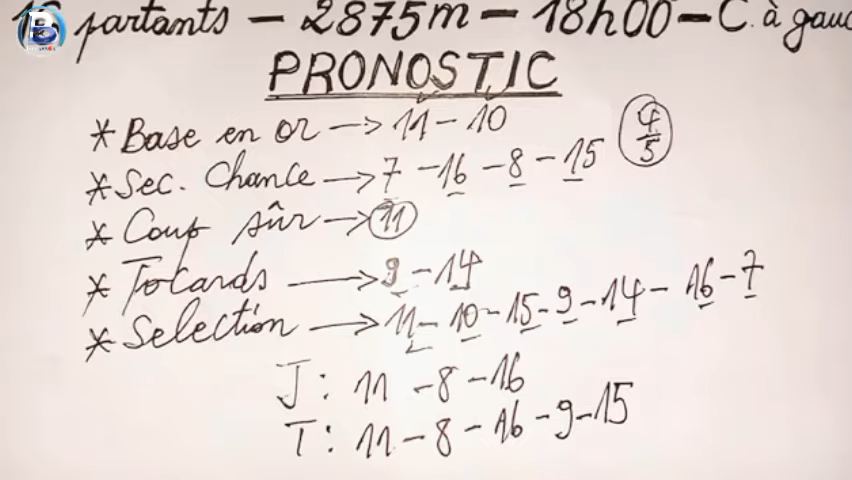 16 partants - 2875m - 18h00 - C. à gauc
PRONOSTIC
* Base en or → 11 - 10
4/5
* Sec. Chance → 7 - 16 - 8 - 15
* Coup sûr → 11
* Tocards → 9 - 14
* Selection → 11 - 10 - 15 - 9 - 14 - 16 - 7
J : 11 - 8 - 16
T : 11 - 8 - 16 - 9 - 15